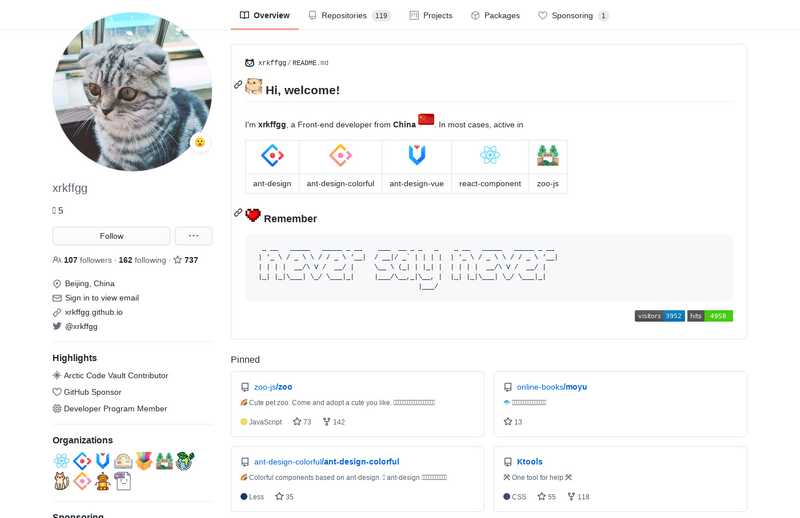 Overview
Repositories 119
Projects
Packages
Sponsoring 1
xrkffgg
5
Follow
107 followers · 162 following · 737
Beijing, China
Sign in to view email
xrkffgg.github.io
@xrkffgg
Highlights
Arctic Code Vault Contributor
GitHub Sponsor
Developer Program Member
Organizations
Sponsoring
xrkffgg/README.md
Hi, welcome!
I'm xrkffgg, a Front-end developer from China . In most cases, active in
ant-design ant-design-colorful ant-design-vue react-component zoo-js
Remember
never say never
visitors 3952 hits 4958
Pinned
zoo-js/zoo
Cute pet zoo. Come and adopt a cute you like.
JavaScript 73 142
online-books/moyu
13
ant-design-colorful/ant-design-colorful
Colorful components based on ant-design. ant-design
Less 35
Ktools
One tool for help
CSS 55 118